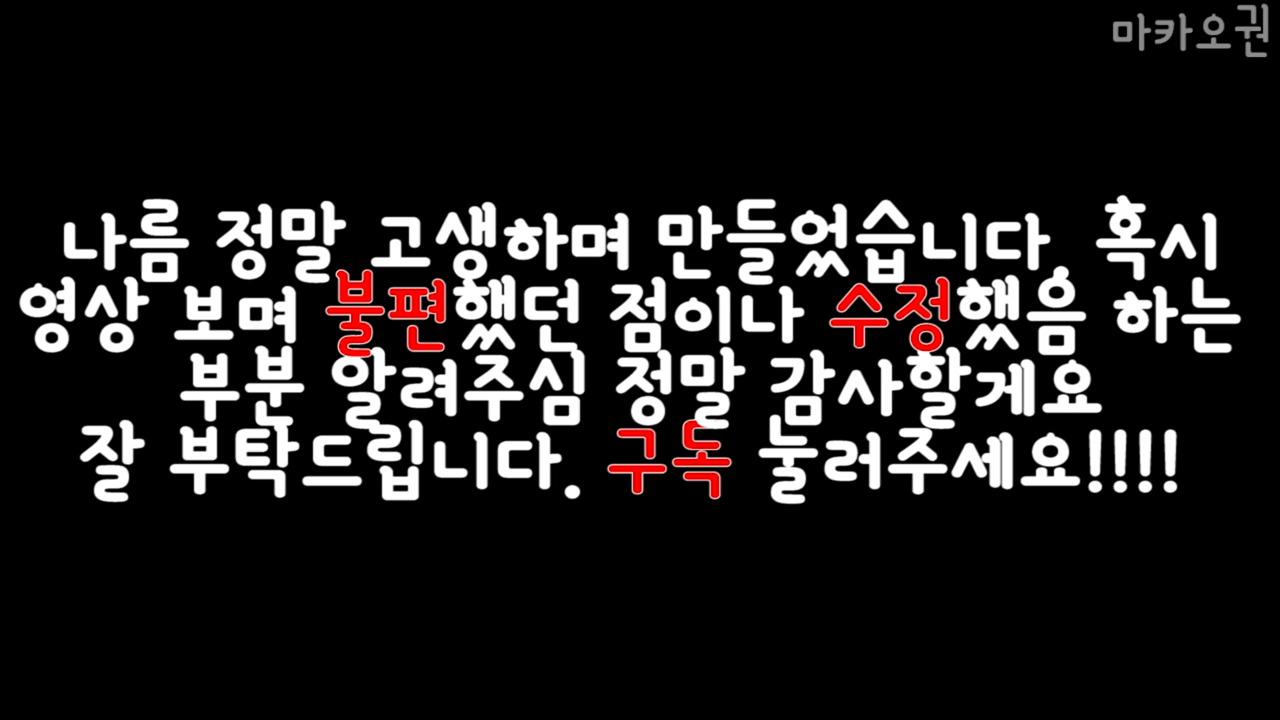 마카오권
나름 정말 고생하며 만들었습니다. 혹시
영상 보며 불편했던 점이나 수정했음 하는
부분 알려주심 정말 감사할게요
잘 부탁드립니다. 구독 눌러주세요!!!!